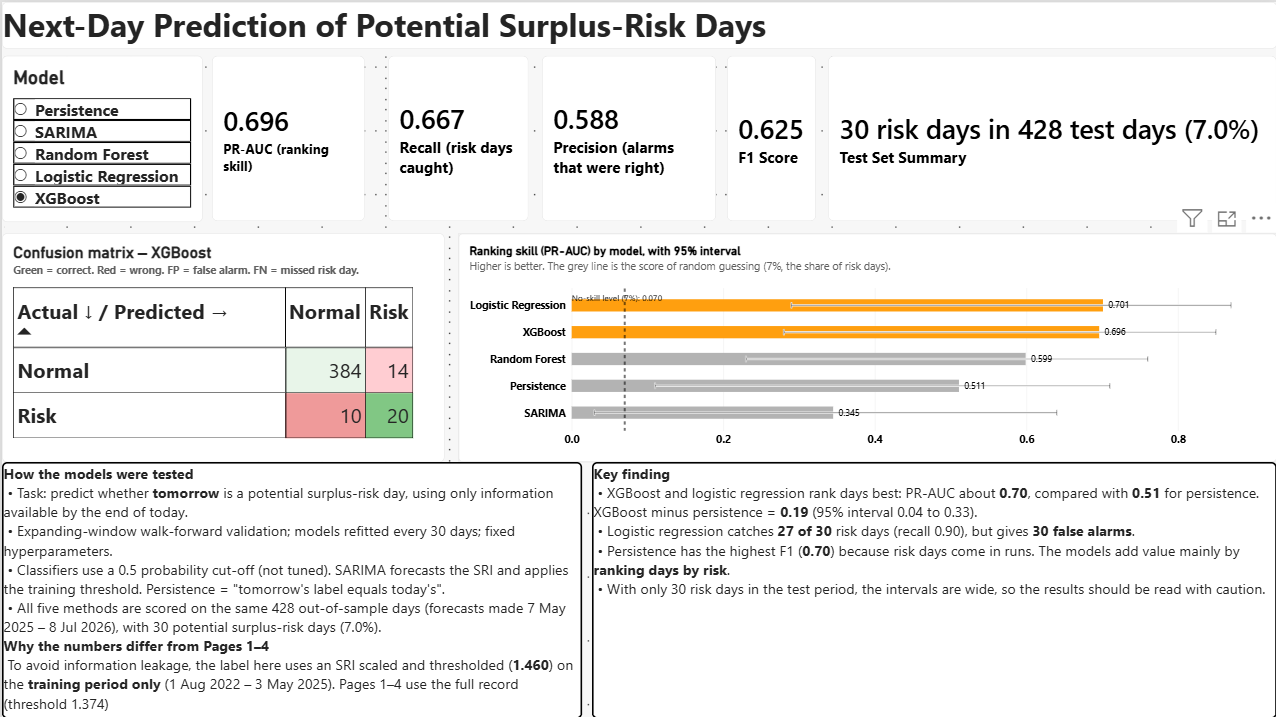 Next-Day Prediction of Potential Surplus-Risk Days
Model
Persistence
SARIMA
Random Forest
Logistic Regression
XGBoost
0.696
PR-AUC (ranking
skill)
0.667
Recall (risk days
caught)
0.588
Precision (alarms
that were right)
0.625
F1 Score
30 risk days in 428 test days (7.0%)
Test Set Summary
Confusion matrix – XGBoost
Green = correct. Red = wrong. FP = false alarm. FN = missed risk day.
Actual ↓ / Predicted → Normal Risk
Normal 384 14
Risk 10 20
Ranking skill (PR-AUC) by model, with 95% interval
Higher is better. The grey line is the score of random guessing (7%, the share of risk days).
No-skill level (7%): 0.070
Logistic Regression 0.701
XGBoost 0.696
Random Forest 0.599
Persistence 0.511
SARIMA 0.345
0.0 0.2 0.4 0.6 0.8
How the models were tested
• Task: predict whether tomorrow is a potential surplus-risk day, using only information
available by the end of today.
• Expanding-window walk-forward validation; models refitted every 30 days; fixed
hyperparameters.
• Classifiers use a 0.5 probability cut-off (not tuned). SARIMA forecasts the SRI and applies
the training threshold. Persistence = "tomorrow's label equals today's".
• All five methods are scored on the same 428 out-of-sample days (forecasts made 7 May
2025 – 8 Jul 2026), with 30 potential surplus-risk days (7.0%).
Why the numbers differ from Pages 1–4
To avoid information leakage, the label here uses an SRI scaled and thresholded (1.460) on
the training period only (1 Aug 2022 – 3 May 2025). Pages 1–4 use the full record
(threshold 1.374)
Key finding
• XGBoost and logistic regression rank days best: PR-AUC about 0.70, compared with 0.51 for persistence.
XGBoost minus persistence = 0.19 (95% interval 0.04 to 0.33).
• Logistic regression catches 27 of 30 risk days (recall 0.90), but gives 30 false alarms.
• Persistence has the highest F1 (0.70) because risk days come in runs. The models add value mainly by
ranking days by risk.
• With only 30 risk days in the test period, the intervals are wide, so the results should be read with caution.